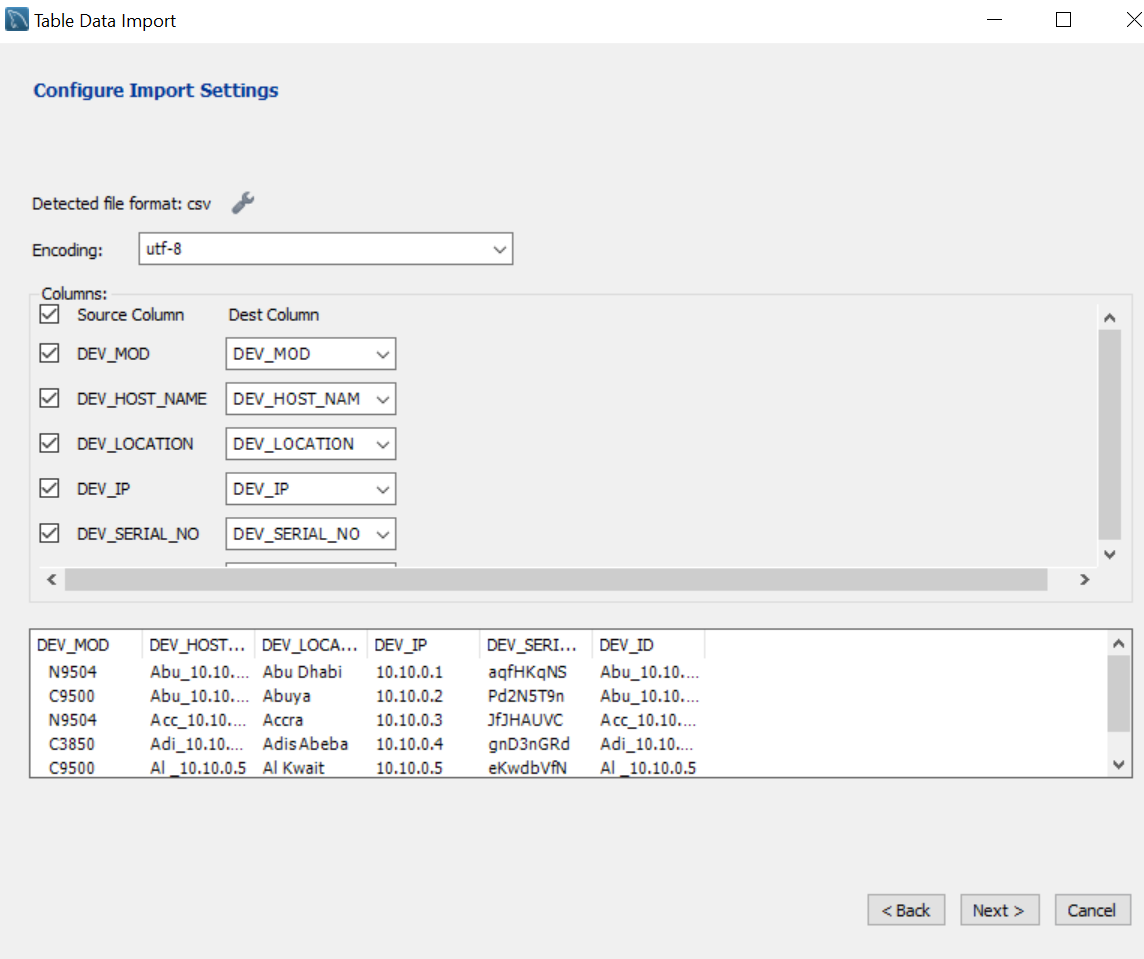 Table Data Import
Configure Import Settings
Detected file format: csv
Encoding: utf-8
Columns:
Source Column Dest Column
DEV_MOD DEV_MOD
DEV_HOST_NAME DEV_HOST_NAM
DEV_LOCATION DEV_LOCATION
DEV_IP DEV_IP
DEV_SERIAL_NO DEV_SERIAL_NO
DEV_MOD DEV_HOST... DEV_LOCA... DEV_IP DEV_SERI... DEV_ID
N9504 Abu_10.10.... Abu Dhabi 10.10.0.1 aqfHKqNS Abu_10.10....
C9500 Abu_10.10.... Abuya 10.10.0.2 Pd2N5T9n Abu_10.10....
N9504 Acc_10.10.... Accra 10.10.0.3 JfJHAUVC Acc_10.10....
C3850 Adi_10.10.... AdisAbeba 10.10.0.4 gnD3nGRd Adi_10.10....
C9500 Al _10.10.0.5 Al Kwait 10.10.0.5 eKwdbVfN Al _10.10.0.5
< Back Next > Cancel